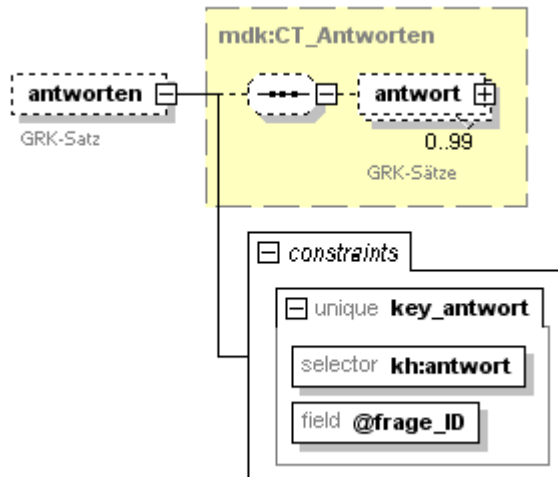 mdk:CT_Antworten
antworten
antwort
GRK-Satz
0..99
GRK-Sätze
constraints
unique key_antwort
selector kh:antwort
field @frage_ID